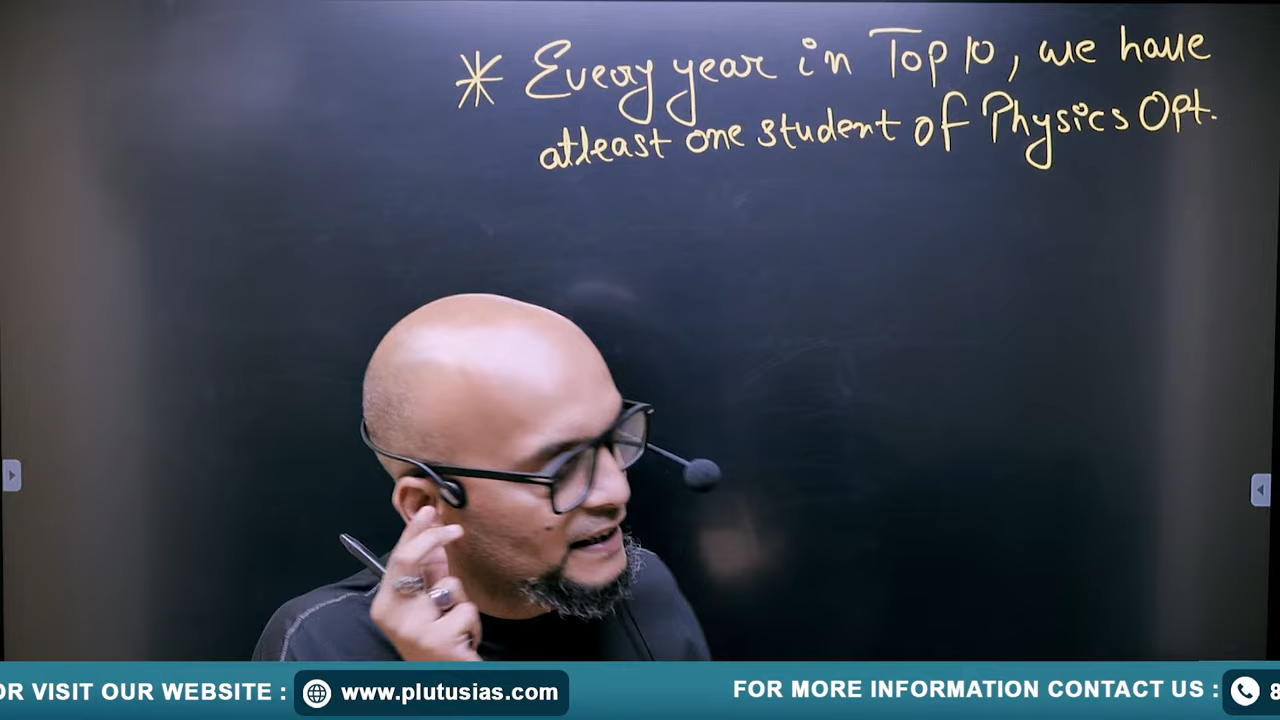 * Every year in Top 10, we have
atleast one student of Physics Opt.
OR VISIT OUR WEBSITE : www.plutusias.com
FOR MORE INFORMATION CONTACT US : 8